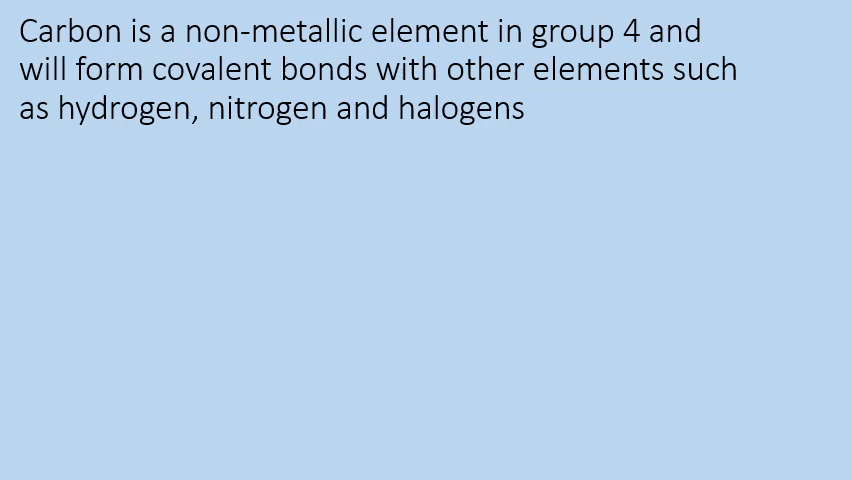 Carbon is a non-metallic element in group 4 and
will form covalent bonds with other elements such
as hydrogen, nitrogen and halogens